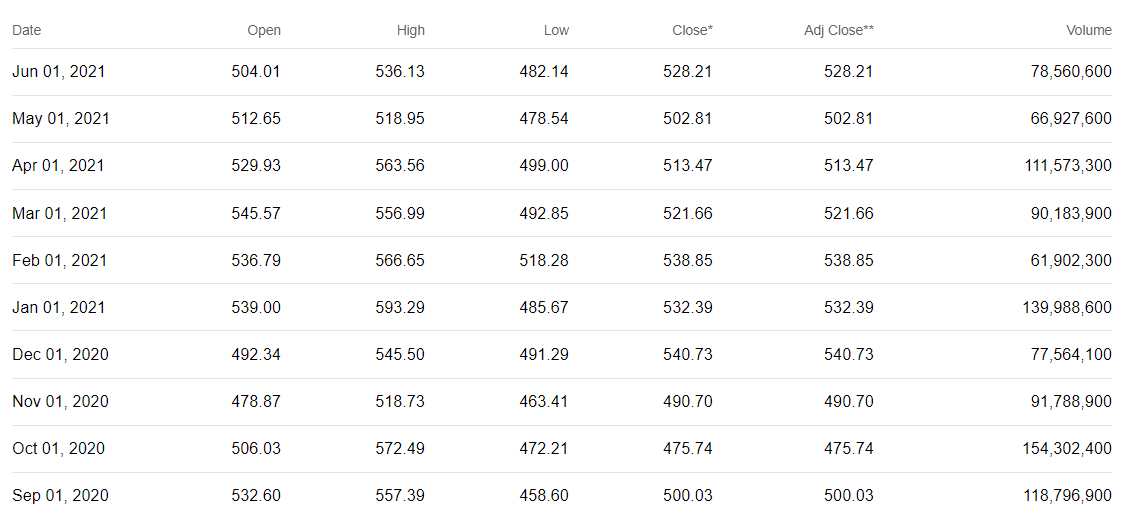 Date Open High Low Close* Adj Close** Volume
Jun 01, 2021 504.01 536.13 482.14 528.21 528.21 78,560,600
May 01, 2021 512.65 518.95 478.54 502.81 502.81 66,927,600
Apr 01, 2021 529.93 563.56 499.00 513.47 513.47 111,573,300
Mar 01, 2021 545.57 556.99 492.85 521.66 521.66 90,183,900
Feb 01, 2021 536.79 566.65 518.28 538.85 538.85 61,902,300
Jan 01, 2021 539.00 593.29 485.67 532.39 532.39 139,988,600
Dec 01, 2020 492.34 545.50 491.29 540.73 540.73 77,564,100
Nov 01, 2020 478.87 518.73 463.41 490.70 490.70 91,788,900
Oct 01, 2020 506.03 572.49 472.21 475.74 475.74 154,302,400
Sep 01, 2020 532.60 557.39 458.60 500.03 500.03 118,796,900